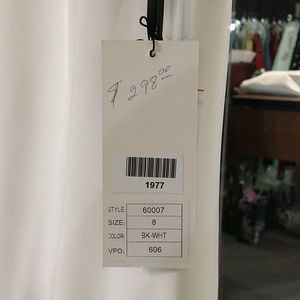 $ 298.00
1977
STYLE: 60007
SIZE: 8
COLOR: BK-WHT
VPO: 606